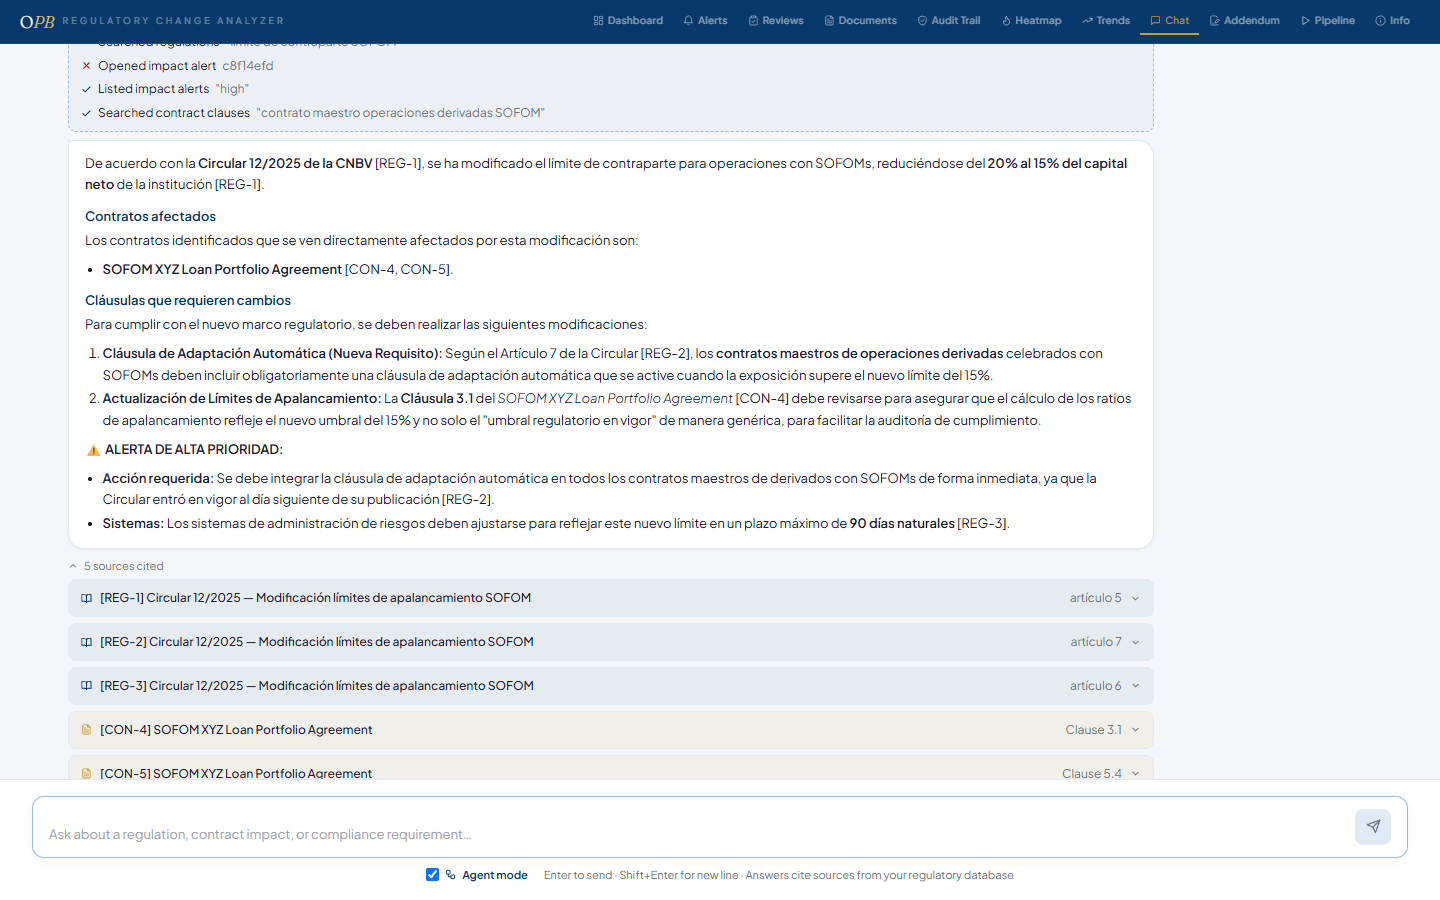 OPB REGULATORY CHANGE ANALYZER
Dashboard
Alerts
Reviews
Documents
Audit Trail
Heatmap
Trends
Chat
Addendum
Pipeline
Info
Searched regulations "límite de contraparte SOFOM"
Opened impact alert c8f14efd
Listed impact alerts "high"
Searched contract clauses "contrato maestro operaciones derivadas SOFOM"
De acuerdo con la Circular 12/2025 de la CNBV [REG-1], se ha modificado el límite de contraparte para operaciones con SOFOMs, reduciéndose del 20% al 15% del capital
neto de la institución [REG-1].
Contratos afectados
Los contratos identificados que se ven directamente afectados por esta modificación son:
• SOFOM XYZ Loan Portfolio Agreement [CON-4, CON-5].
Cláusulas que requieren cambios
Para cumplir con el nuevo marco regulatorio, se deben realizar las siguientes modificaciones:
1. Cláusula de Adaptación Automática (Nueva Requisito): Según el Artículo 7 de la Circular [REG-2], los contratos maestros de operaciones derivadas celebrados con
SOFOMs deben incluir obligatoriamente una cláusula de adaptación automática que se active cuando la exposición supere el nuevo límite del 15%.
2. Actualización de Límites de Apalancamiento: La Cláusula 3.1 del SOFOM XYZ Loan Portfolio Agreement [CON-4] debe revisarse para asegurar que el cálculo de los ratios
de apalancamiento refleje el nuevo umbral del 15% y no solo el "umbral regulatorio en vigor" de manera genérica, para facilitar la auditoría de cumplimiento.
⚠️ ALERTA DE ALTA PRIORIDAD:
• Acción requerida: Se debe integrar la cláusula de adaptación automática en todos los contratos maestros de derivados con SOFOMs de forma inmediata, ya que la
Circular entró en vigor al día siguiente de su publicación [REG-2].
• Sistemas: Los sistemas de administración de riesgos deben ajustarse para reflejar este nuevo límite en un plazo máximo de 90 días naturales [REG-3].
5 sources cited
[REG-1] Circular 12/2025 — Modificación límites de apalancamiento SOFOM artículo 5
[REG-2] Circular 12/2025 — Modificación límites de apalancamiento SOFOM artículo 7
[REG-3] Circular 12/2025 — Modificación límites de apalancamiento SOFOM artículo 6
[CON-4] SOFOM XYZ Loan Portfolio Agreement Clause 3.1
[CON-5] SOFOM XYZ Loan Portfolio Agreement Clause 5.4
Ask about a regulation, contract impact, or compliance requirement…
Agent mode Enter to send · Shift+Enter for new line · Answers cite sources from your regulatory database